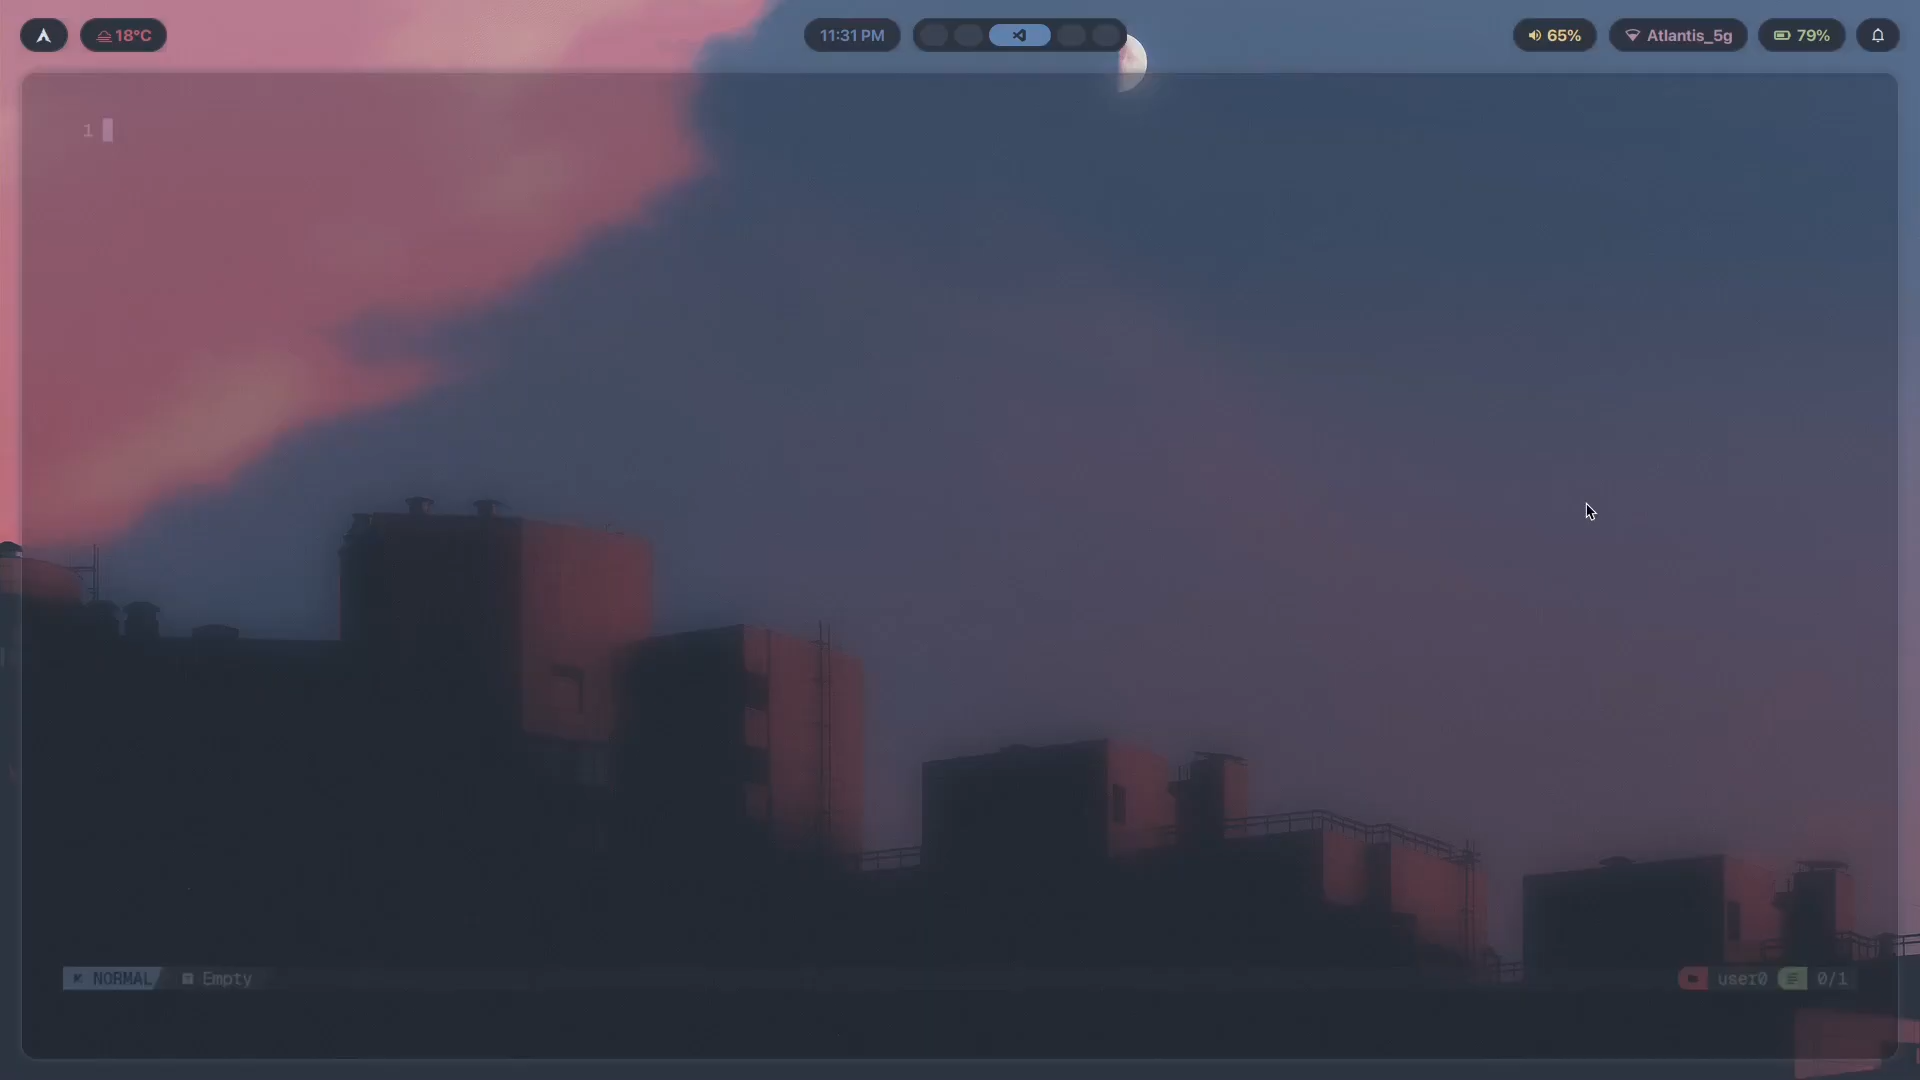 18°C
11:31 PM
65%
Atlantis_5g
79%
1
NORMAL
Empty
user0
0/1